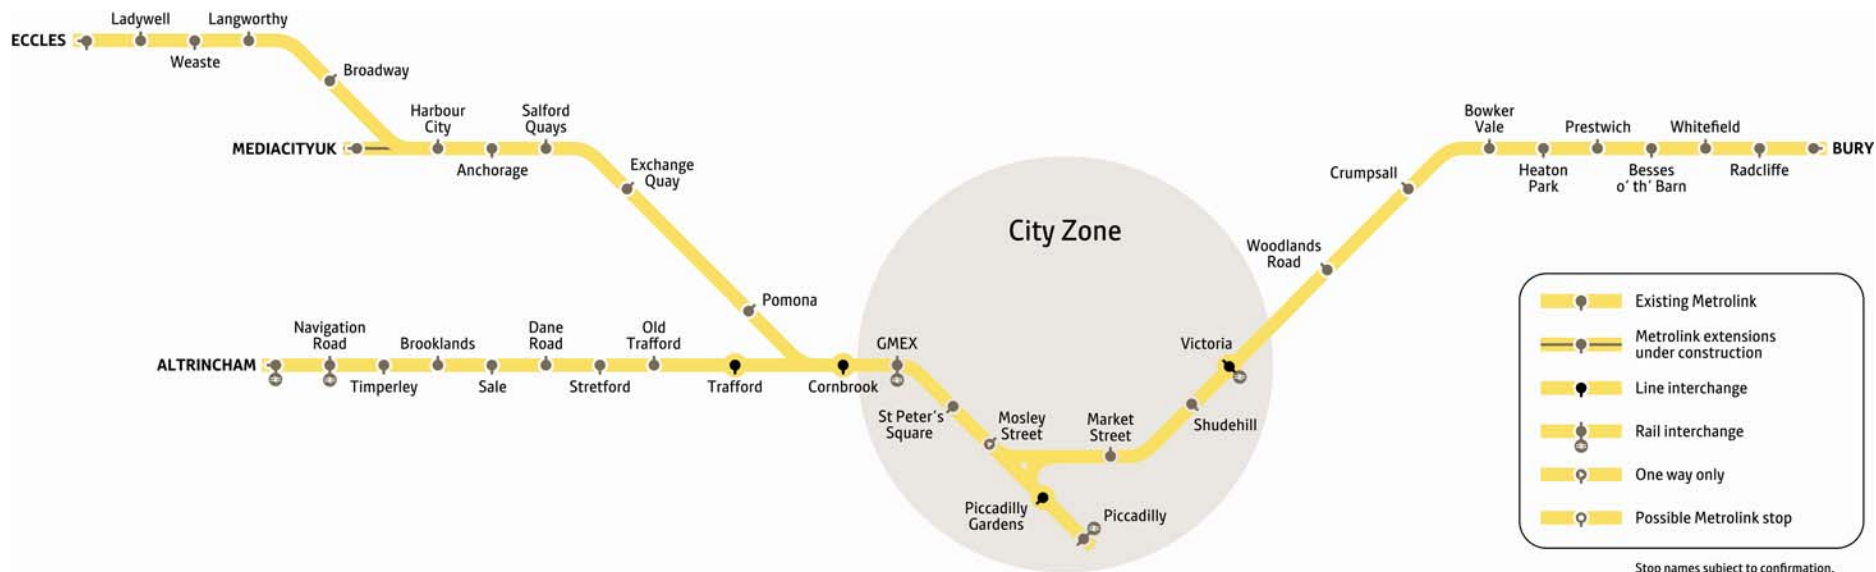 ECCLES
Ladywell
Weaste
Langworthy
Broadway
MEDIACITYUK
Harbour
City
Anchorage
Salford
Quays
Exchange
Quay
Pomona
ALTRINCHAM
Navigation
Road
Timperley
Brooklands
Sale
Dane
Road
Stretford
Old
Trafford
Trafford
Cornbrook
City Zone
GMEX
St Peter's
Square
Mosley
Street
Piccadilly
Gardens
Piccadilly
Market
Street
Shudehill
Victoria
Woodlands
Road
Crumpsall
Bowker
Vale
Heaton
Park
Prestwich
Besses
o' th' Barn
Whitefield
Radcliffe
BURY
Existing Metrolink
Metrolink extensions
under construction
Line interchange
Rail interchange
One way only
Possible Metrolink stop
Stop names subject to confirmation.